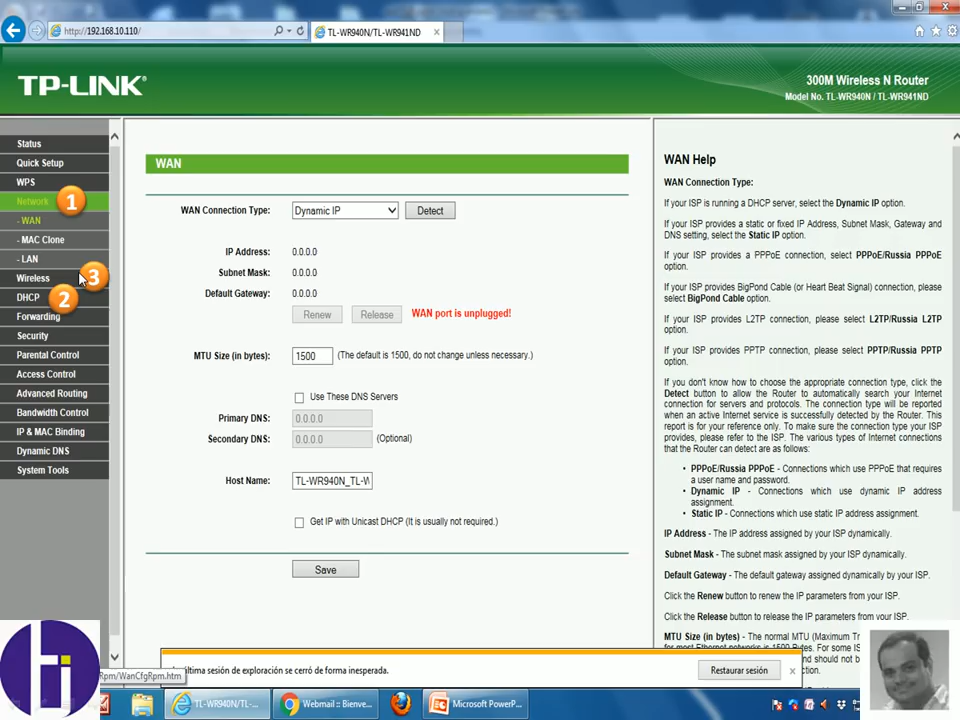 http://192.168.10.110/
TL-WR940N/TL-WR941ND
TP-LINK®
300M Wireless N Router
Model No. TL-WR940N / TL-WR941ND
Status
Quick Setup
WPS
Network
1
- WAN
- MAC Clone
- LAN
Wireless
3
DHCP
2
Forwarding
Security
Parental Control
Access Control
Advanced Routing
Bandwidth Control
IP & MAC Binding
Dynamic DNS
System Tools
WAN
WAN Connection Type:
Dynamic IP
Detect
IP Address:
0.0.0.0
Subnet Mask:
0.0.0.0
Default Gateway:
0.0.0.0
Renew
Release
WAN port is unplugged!
MTU Size (in bytes):
1500
(The default is 1500, do not change unless necessary.)
Use These DNS Servers
Primary DNS:
0.0.0.0
Secondary DNS:
0.0.0.0
(Optional)
Host Name:
TL-WR940N_TL-W
Get IP with Unicast DHCP (It is usually not required.)
Save
WAN Help
WAN Connection Type:
If your ISP is running a DHCP server, select the Dynamic IP option.
If your ISP provides a static or fixed IP Address, Subnet Mask, Gateway and
DNS setting, select the Static IP option.
If your ISP provides a PPPoE connection, select PPPoE/Russia PPPoE
option.
If your ISP provides BigPond Cable (or Heart Beat Signal) connection, please
select BigPond Cable option.
If your ISP provides L2TP connection, please select L2TP/Russia L2TP
option.
If your ISP provides PPTP connection, please select PPTP/Russia PPTP
option.
If you don't know how to choose the appropriate connection type, click the
Detect button to allow the Router to automatically search your Internet
connection for servers and protocols. The connection type will be reported
when an active Internet service is successfully detected by the Router. This
report is for your reference only. To make sure the connection type your ISP
provides, please refer to the ISP. The various types of Internet connections
that the Router can detect are as follows:
• PPPoE/Russia PPPoE - Connections which use PPPoE that requires
a user name and password.
• Dynamic IP - Connections which use dynamic IP address
assignment.
• Static IP - Connections which use static IP address assignment.
IP Address - The IP address assigned by your ISP dynamically.
Subnet Mask - The subnet mask assigned by your ISP dynamically.
Default Gateway - The default gateway assigned dynamically by your ISP.
Click the Renew button to renew the IP parameters from your ISP.
Click the Release button to release the IP parameters from your ISP.
MTU Size (in bytes) - The normal MTU (Maximum Tr
for most Ethernet networks is 1500 B
should not b
última sesión de exploración se cerró de forma inesperada.
Restaurar sesión
Rpm/WanCfgRpm.htm
hi
TL-WR940N/TL-...
Webmail :: Bienve...
Microsoft PowerP...